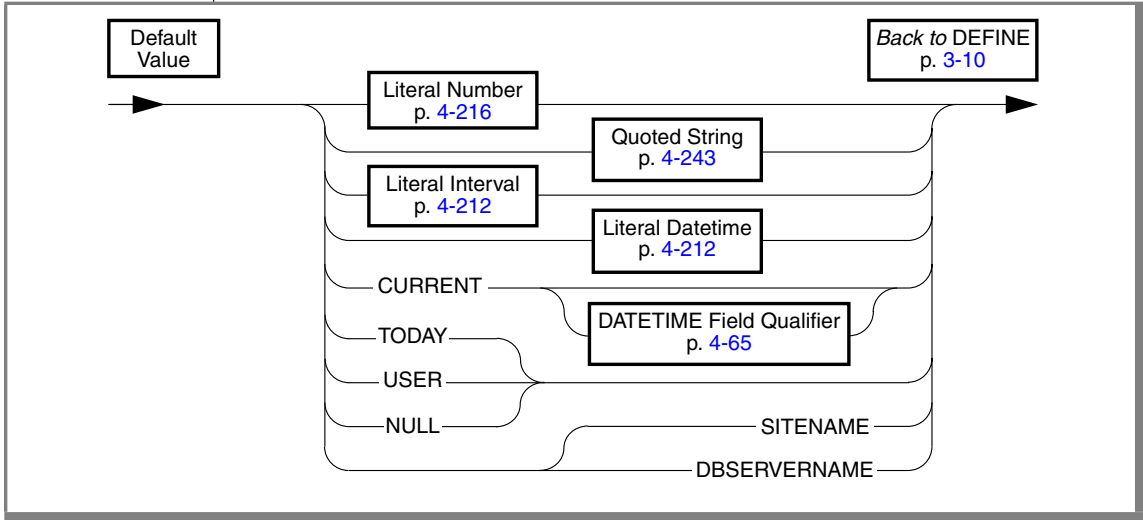 Default
Value
Back to DEFINE
p. 3-10
Literal Number
p. 4-216
Quoted String
p. 4-243
Literal Interval
p. 4-212
Literal Datetime
p. 4-212
CURRENT
DATETIME Field Qualifier
p. 4-65
TODAY
USER
NULL
SITENAME
DBSERVERNAME